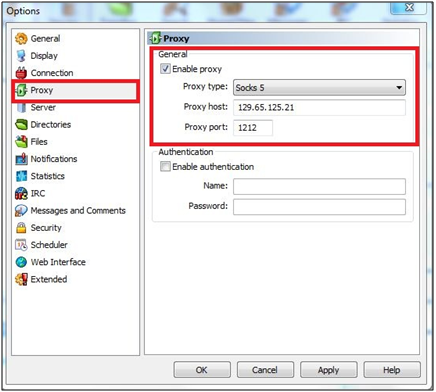 Options
General
Display
Connection
Proxy
Server
Directories
Files
Notifications
Statistics
IRC
Messages and Comments
Security
Scheduler
Web Interface
Extended
Proxy
General
Enable proxy
Proxy type: Socks 5
Proxy host: 129.65.125.21
Proxy port: 1212
Authentication
Enable authentication
Name:
Password:
OK Cancel Apply Help